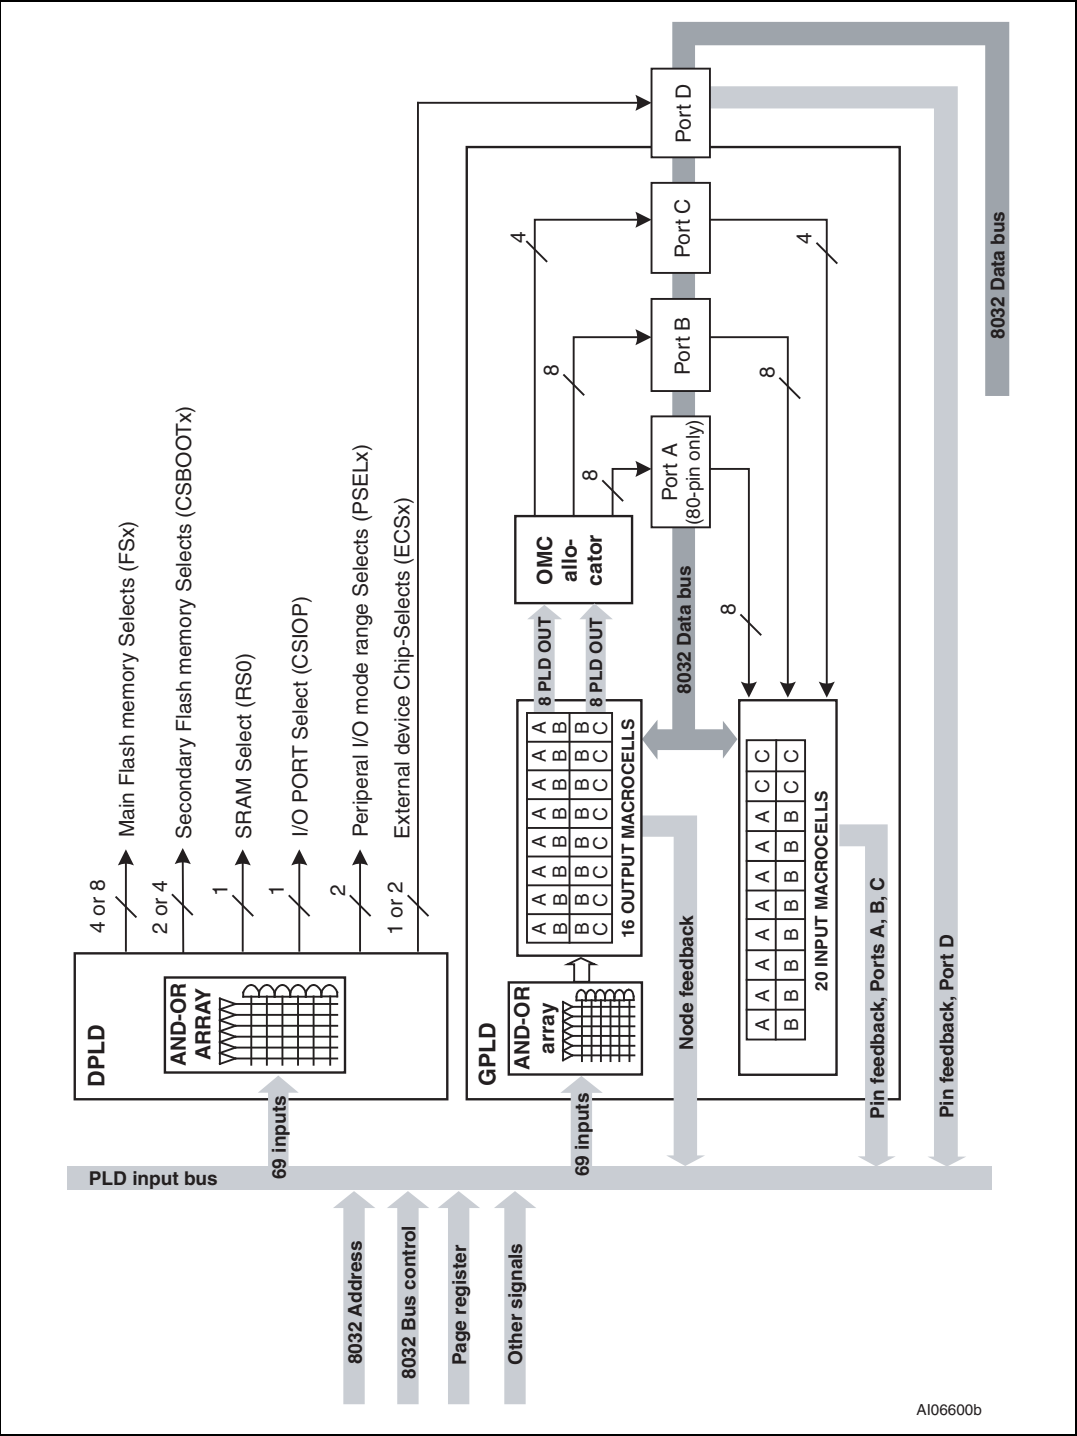 DPLD
AND-OR
ARRAY
69 inputs
4 or 8
Main Flash memory Selects (FSx)
2 or 4
Secondary Flash memory Selects (CSBOOTx)
1
SRAM Select (RS0)
1
I/O PORT Select (CSIOP)
2
Periperal I/O mode range Selects (PSELx)
1 or 2
External device Chip-Selects (ECSx)
PLD input bus
8032 Address
8032 Bus control
Page register
Other signals
GPLD
AND-OR
array
69 inputs
A A A A A A A A
B B B B B B B B
B B B B B B B B
C C C C C C C C
16 OUTPUT MACROCELLS
8 PLD OUT
8 PLD OUT
OMC
allo-
cator
4
8
8
Port A
(80-pin only)
Port B
Port C
Port D
8
8
4
8032 Data bus
8032 Data bus
A A A A A A A A C C
B B B B B B B B C C
20 INPUT MACROCELLS
Node feedback
Pin feedback, Ports A, B, C
Pin feedback, Port D
AI06600b